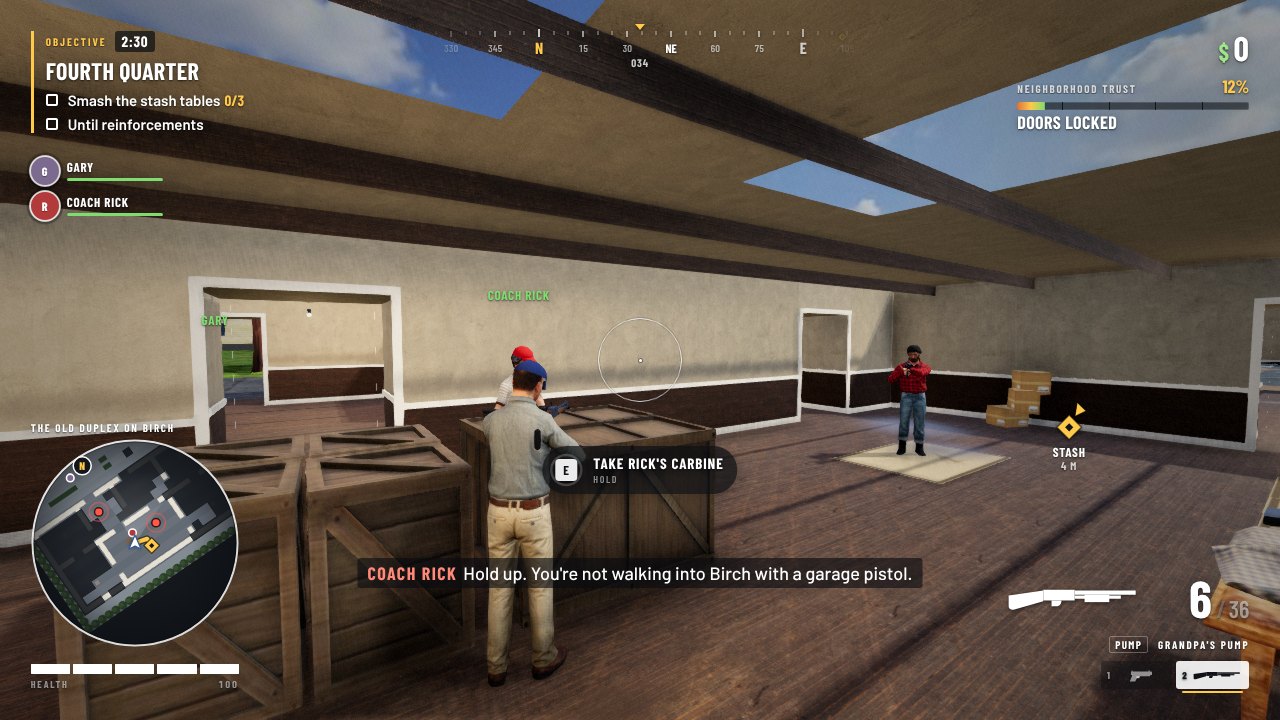 OBJECTIVE 2:30
FOURTH QUARTER
Smash the stash tables 0/3
Until reinforcements
G GARY
R COACH RICK
330 345 N 15 30 NE 60 75 E 105
034
$0
NEIGHBORHOOD TRUST 12%
DOORS LOCKED
COACH RICK
GARY
THE OLD DUPLEX ON BIRCH
N
E TAKE RICK'S CARBINE
HOLD
STASH
4 M
COACH RICK Hold up. You're not walking into Birch with a garage pistol.
6 / 36
PUMP GRANDPA'S PUMP
1 2
HEALTH 100